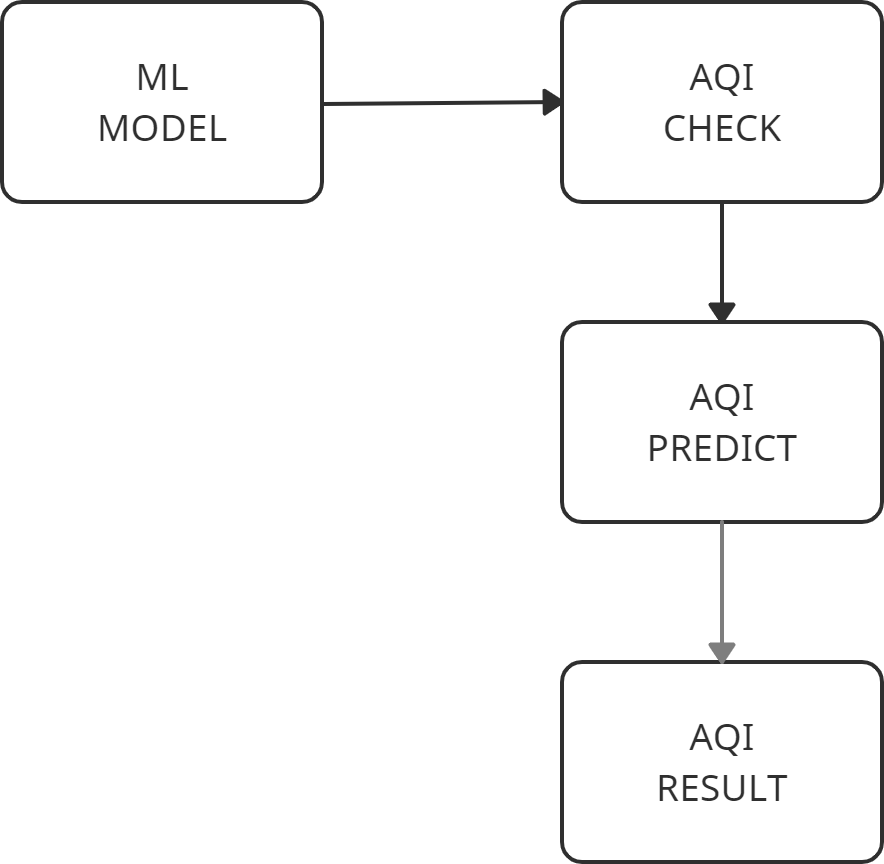 ML
MODEL
AQI
CHECK
AQI
PREDICT
AQI
RESULT